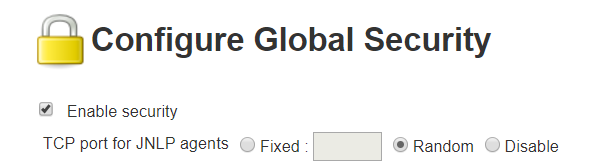 Configure Global Security
Enable security
TCP port for JNLP agents Fixed : Random Disable